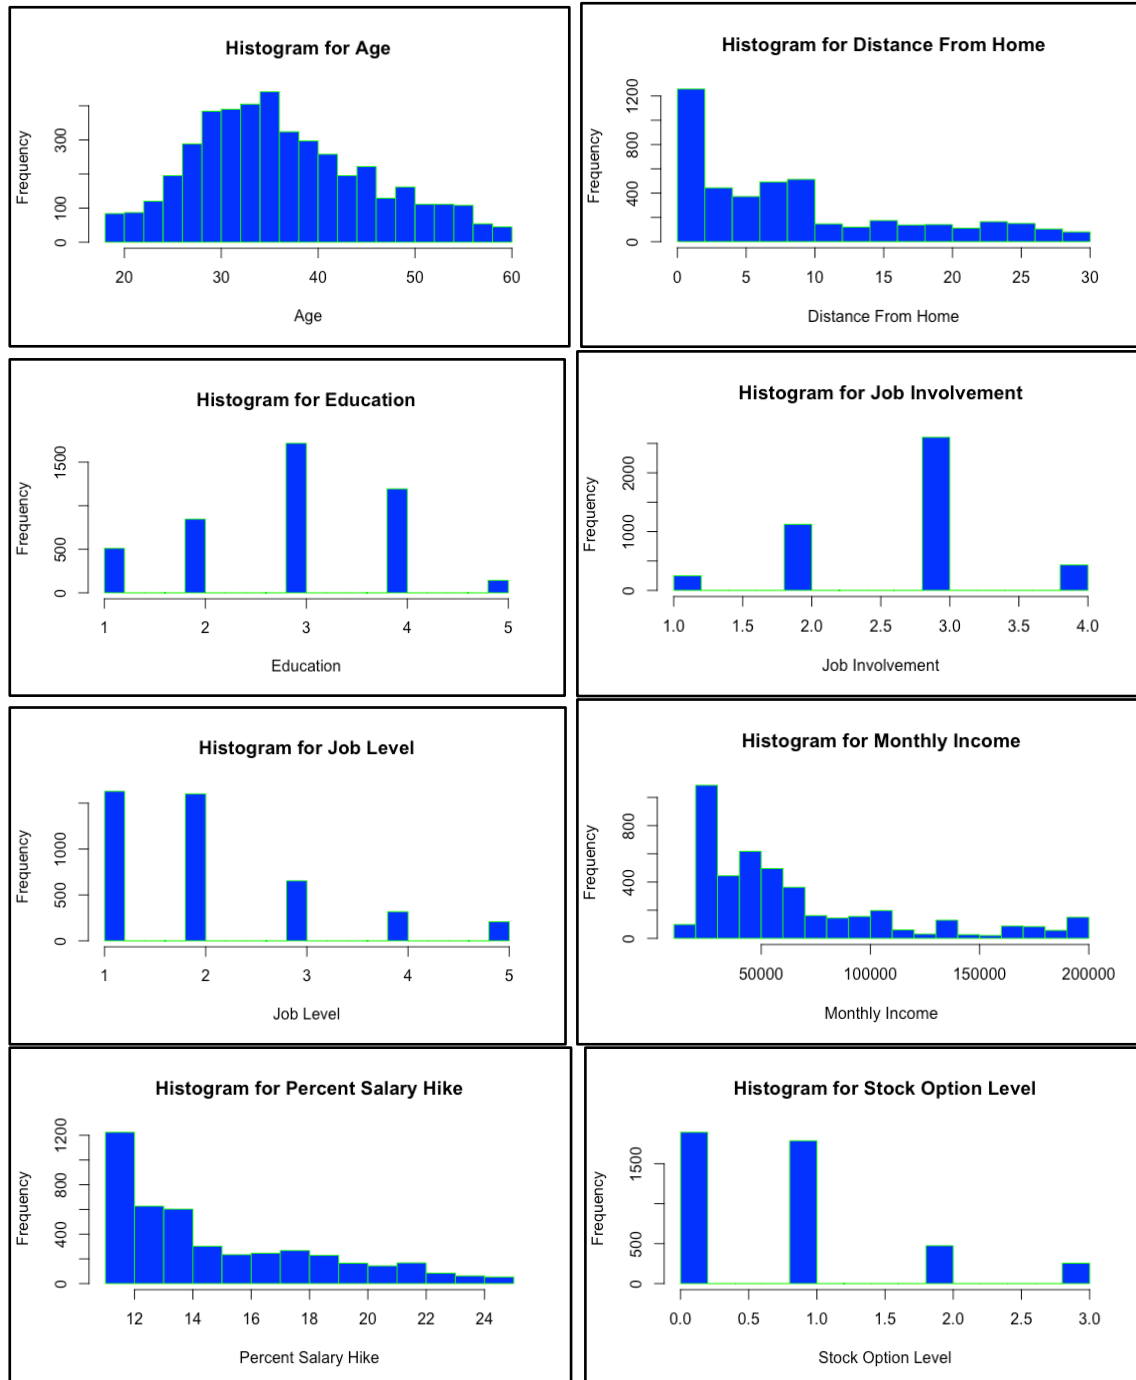 Histogram for Age
Frequency
0
100
300
20 30 40 50 60
Age
Histogram for Distance From Home
Frequency
0
400
800
1200
0 5 10 15 20 25 30
Distance From Home
Histogram for Education
Frequency
0
500
1500
1 2 3 4 5
Education
Histogram for Job Involvement
Frequency
0
1000
2000
1.0 1.5 2.0 2.5 3.0 3.5 4.0
Job Involvement
Histogram for Job Level
Frequency
0
500
1000
1 2 3 4 5
Job Level
Histogram for Monthly Income
Frequency
0
400
800
50000 100000 150000 200000
Monthly Income
Histogram for Percent Salary Hike
Frequency
0
400
800
1200
12 14 16 18 20 22 24
Percent Salary Hike
Histogram for Stock Option Level
Frequency
0
500
1500
0.0 0.5 1.0 1.5 2.0 2.5 3.0
Stock Option Level